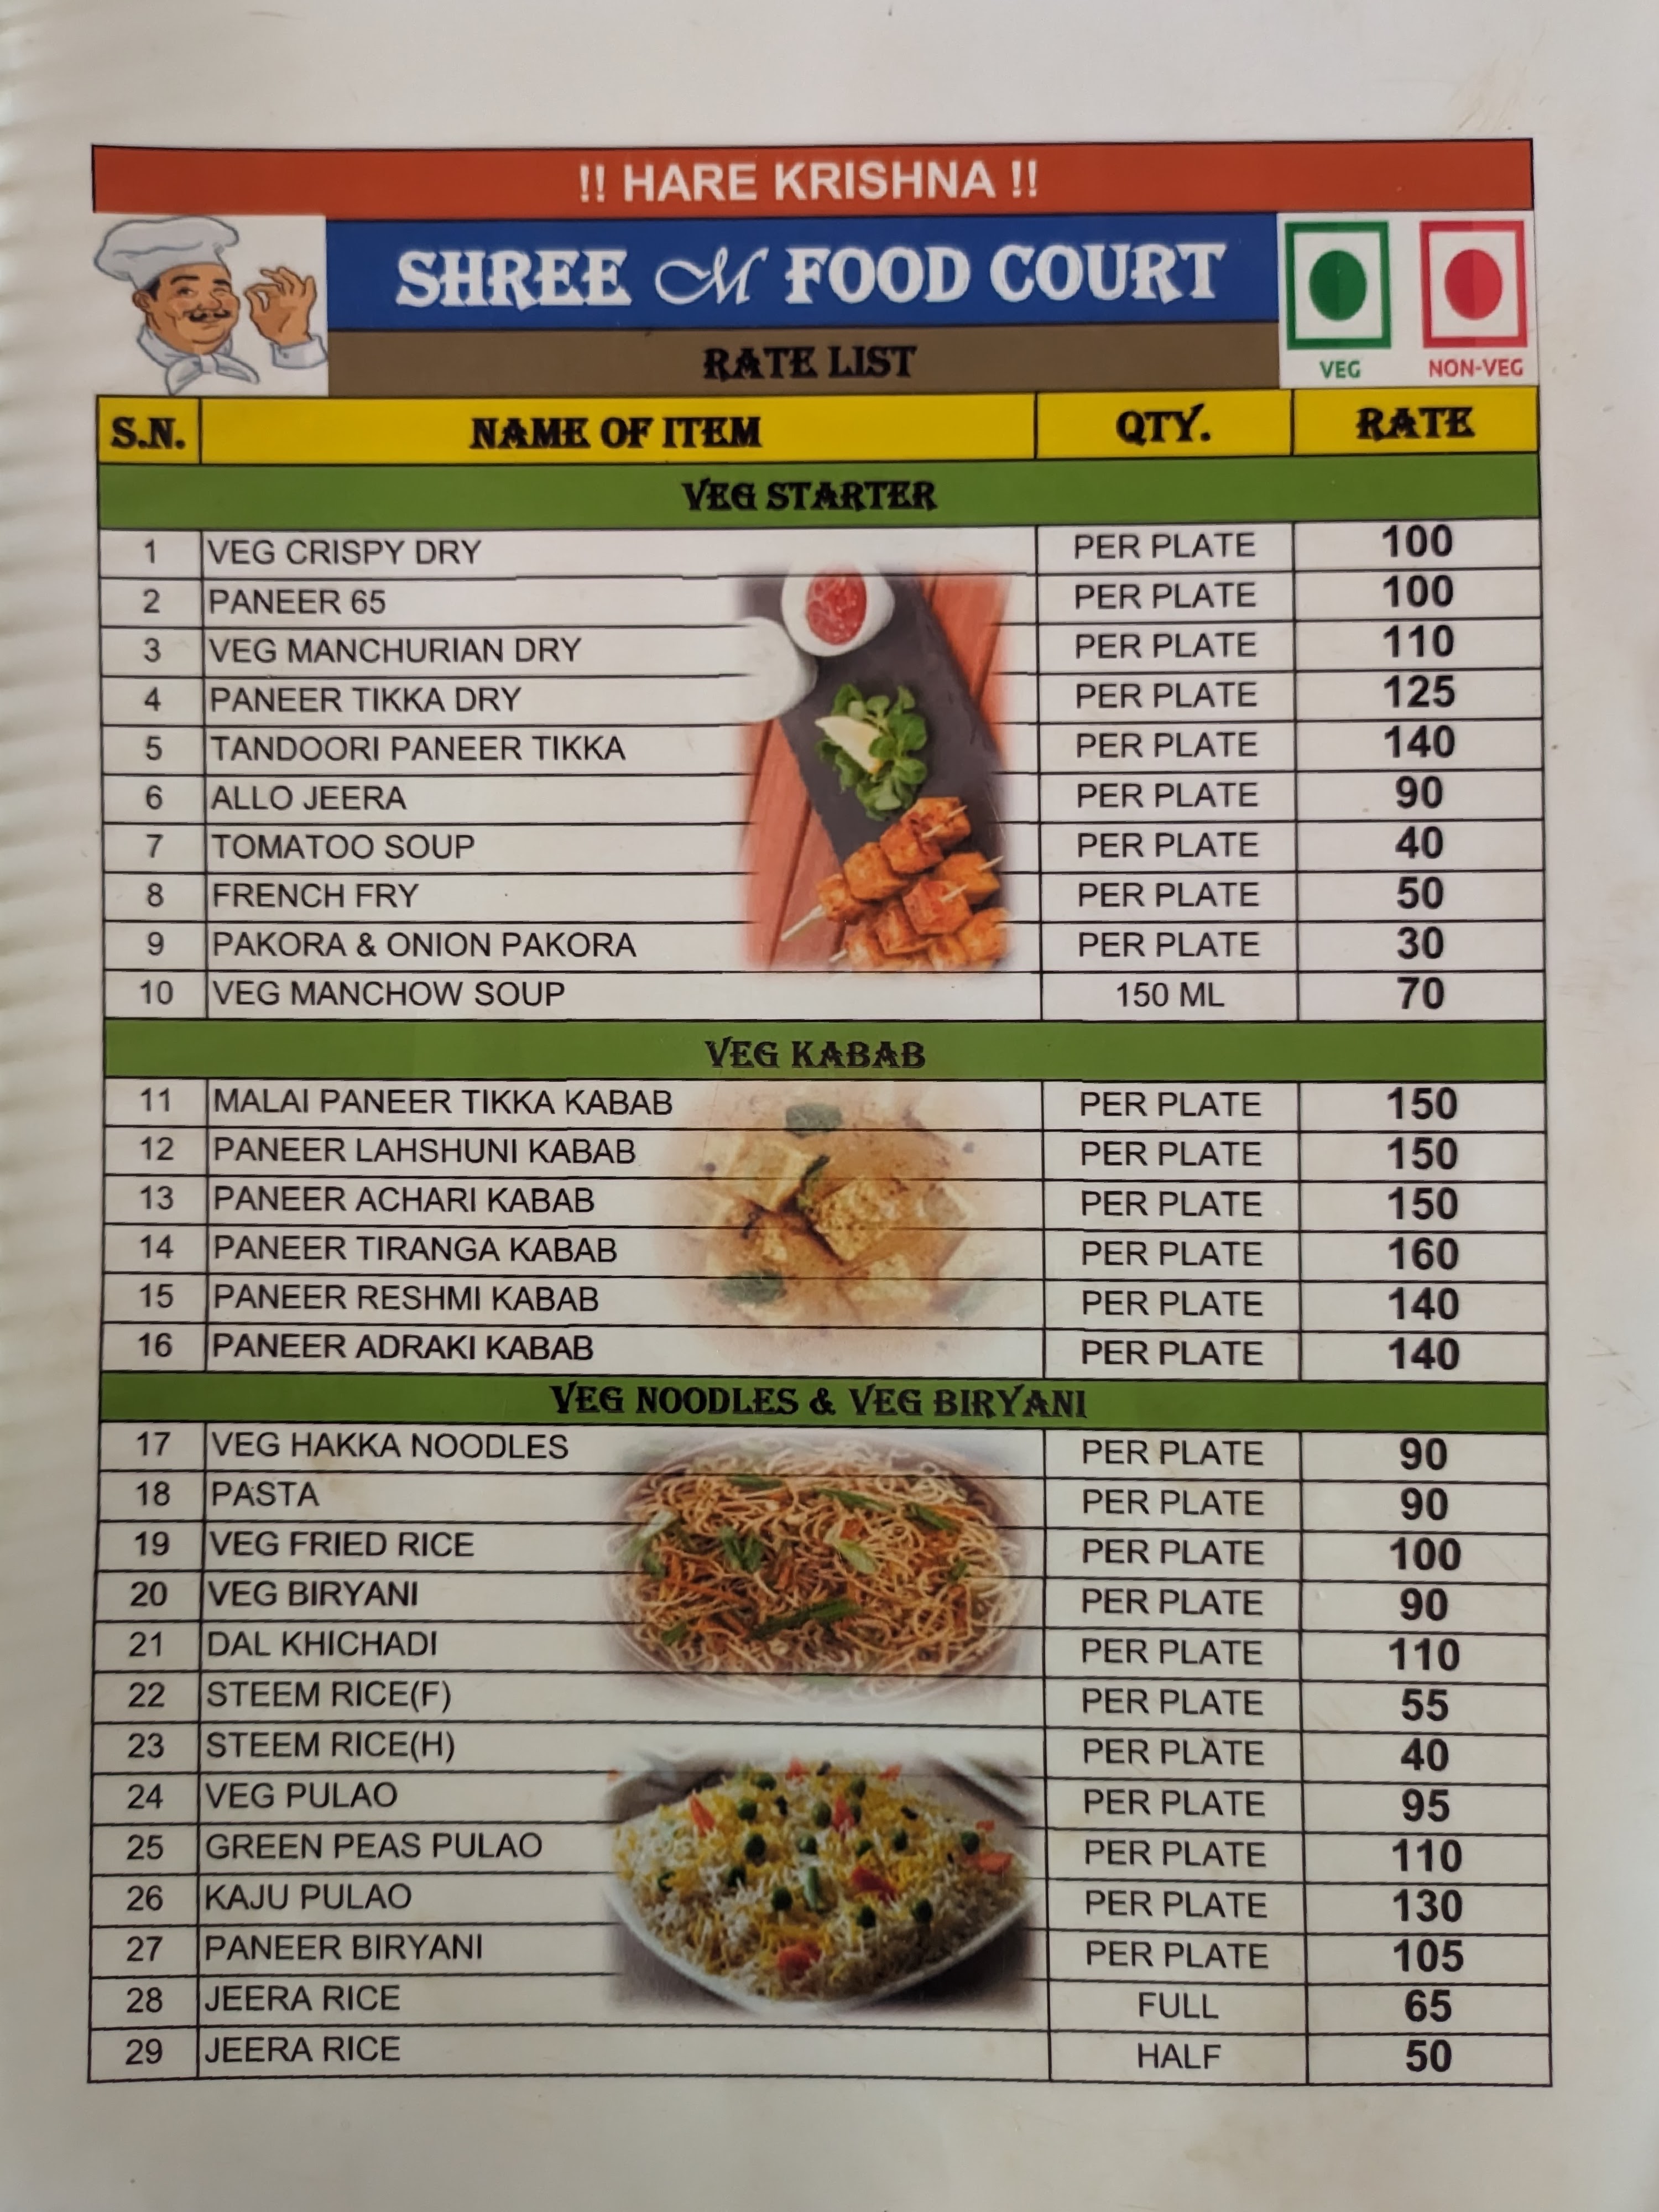 !! HARE KRISHNA !!
SHREE M FOOD COURT
VEG NON-VEG
RATE LIST
S.N. NAME OF ITEM QTY. RATE
VEG STARTER
1 VEG CRISPY DRY PER PLATE 100
2 PANEER 65 PER PLATE 100
3 VEG MANCHURIAN DRY PER PLATE 110
4 PANEER TIKKA DRY PER PLATE 125
5 TANDOORI PANEER TIKKA PER PLATE 140
6 ALLO JEERA PER PLATE 90
7 TOMATOO SOUP PER PLATE 40
8 FRENCH FRY PER PLATE 50
9 PAKORA & ONION PAKORA PER PLATE 30
10 VEG MANCHOW SOUP 150 ML 70
VEG KABAB
11 MALAI PANEER TIKKA KABAB PER PLATE 150
12 PANEER LAHSHUNI KABAB PER PLATE 150
13 PANEER ACHARI KABAB PER PLATE 150
14 PANEER TIRANGA KABAB PER PLATE 160
15 PANEER RESHMI KABAB PER PLATE 140
16 PANEER ADRAKI KABAB PER PLATE 140
VEG NOODLES & VEG BIRYANI
17 VEG HAKKA NOODLES PER PLATE 90
18 PASTA PER PLATE 90
19 VEG FRIED RICE PER PLATE 100
20 VEG BIRYANI PER PLATE 90
21 DAL KHICHADI PER PLATE 110
22 STEEM RICE(F) PER PLATE 55
23 STEEM RICE(H) PER PLATE 40
24 VEG PULAO PER PLATE 95
25 GREEN PEAS PULAO PER PLATE 110
26 KAJU PULAO PER PLATE 130
27 PANEER BIRYANI PER PLATE 105
28 JEERA RICE FULL 65
29 JEERA RICE HALF 50